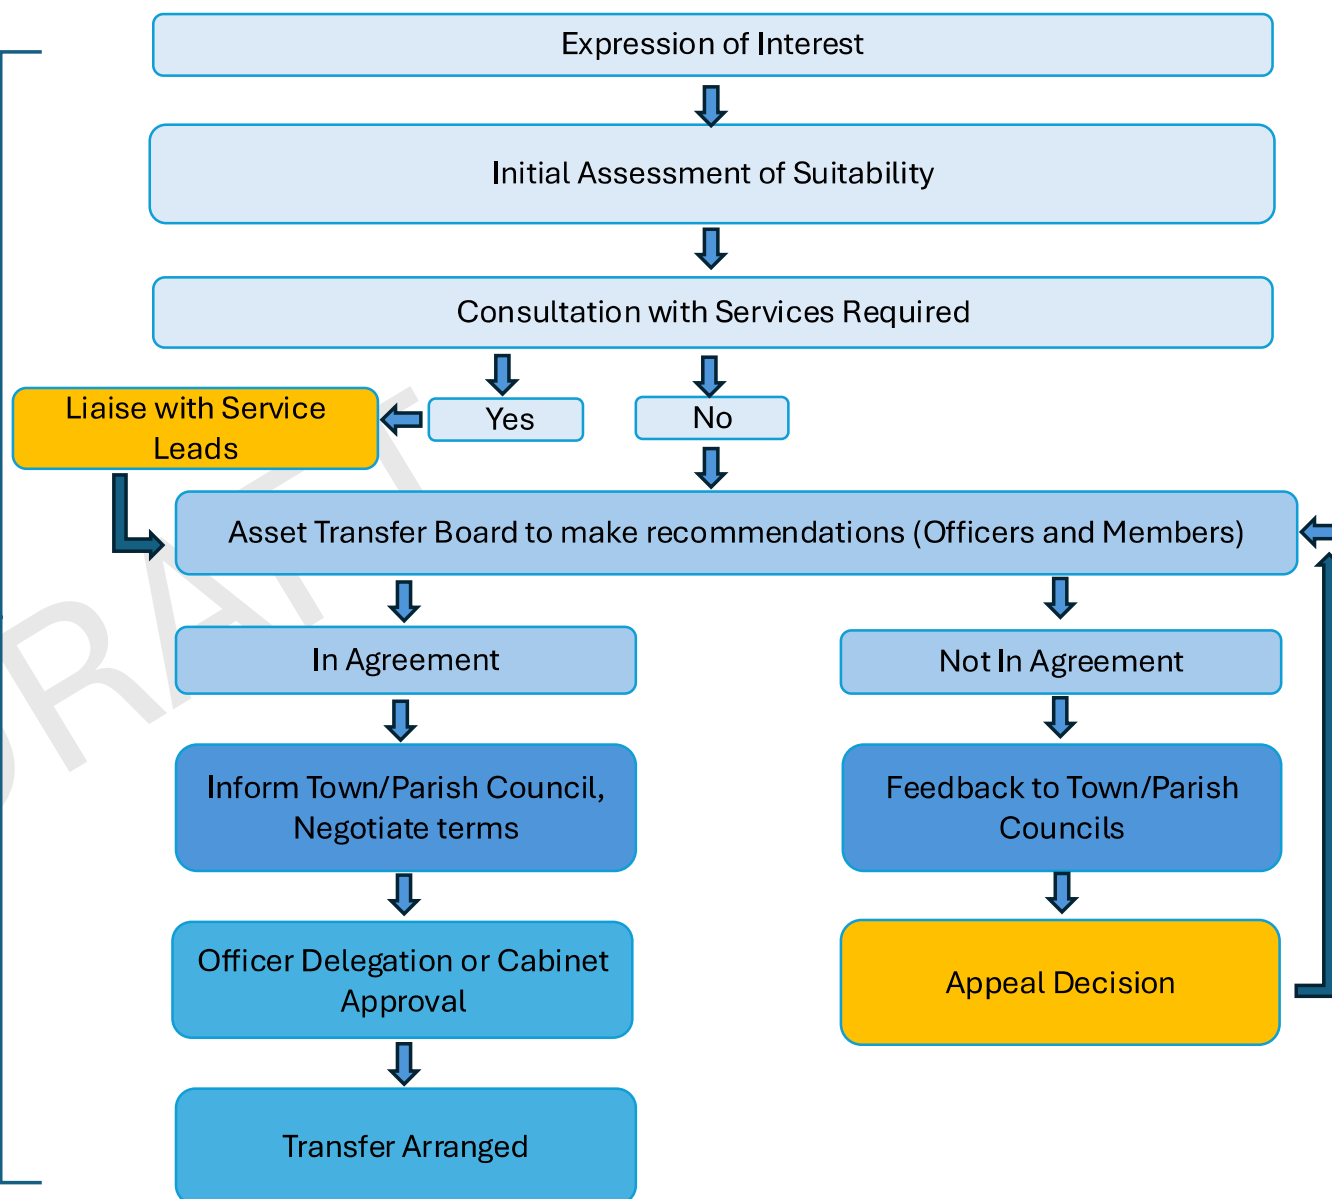 Expression of Interest
Initial Assessment of Suitability
Consultation with Services Required
Liaise with Service
Leads
Yes
No
Asset Transfer Board to make recommendations (Officers and Members)
In Agreement
Not In Agreement
Inform Town/Parish Council,
Negotiate terms
Feedback to Town/Parish
Councils
Officer Delegation or Cabinet
Approval
Appeal Decision
Transfer Arranged
DRAFT